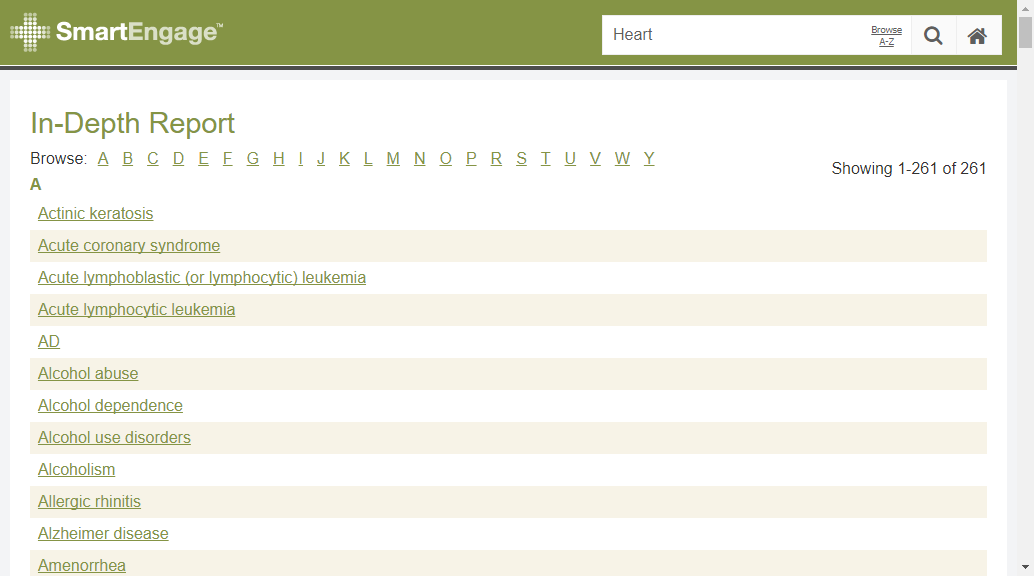 SmartEngage™
Heart
Browse
A-Z
In-Depth Report
Browse: A B C D E F G H I J K L M N O P R S T U V W Y
Showing 1-261 of 261
A
Actinic keratosis
Acute coronary syndrome
Acute lymphoblastic (or lymphocytic) leukemia
Acute lymphocytic leukemia
AD
Alcohol abuse
Alcohol dependence
Alcohol use disorders
Alcoholism
Allergic rhinitis
Alzheimer disease
Amenorrhea